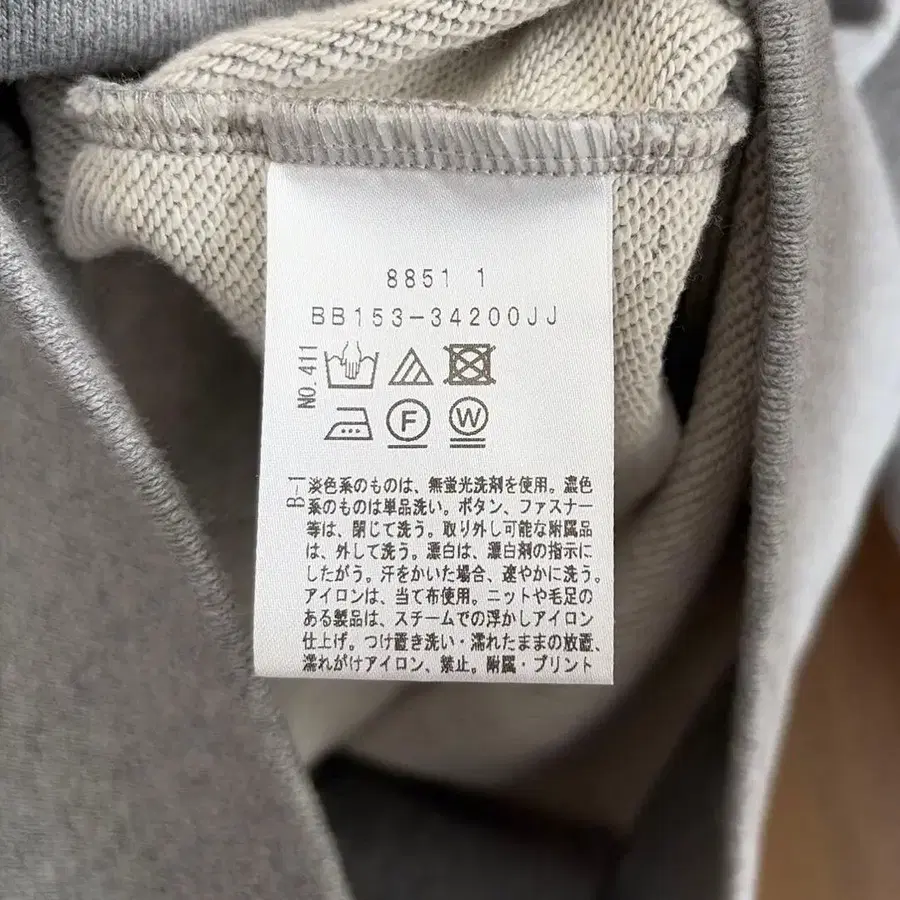 8851 1
BB153-34200JJ
NO.411
F
W
B-1
淡色系のものは、無蛍光洗剤を使用。濃色
系のものは単品洗い。ボタン、ファスナー
等は、閉じて洗う。取り外し可能な附属品
は、外して洗う。漂白は、漂白剤の指示に
したがう。汗をかいた場合、速やかに洗う。
アイロンは、当て布使用。ニットや毛足の
ある製品は、スチームでの浮かしアイロン
仕上げ。つけ置き洗い・濡れたままの放置、
濡れがけアイロン、禁止。附属・プリント